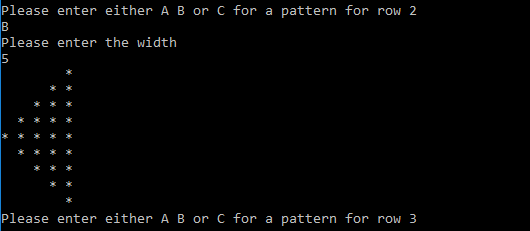 Please enter either A B or C for a pattern for row 2
B
Please enter the width
5
        *
      * *
    * * *
  * * * *
* * * * *
  * * * *
    * * *
      * *
        *
Please enter either A B or C for a pattern for row 3